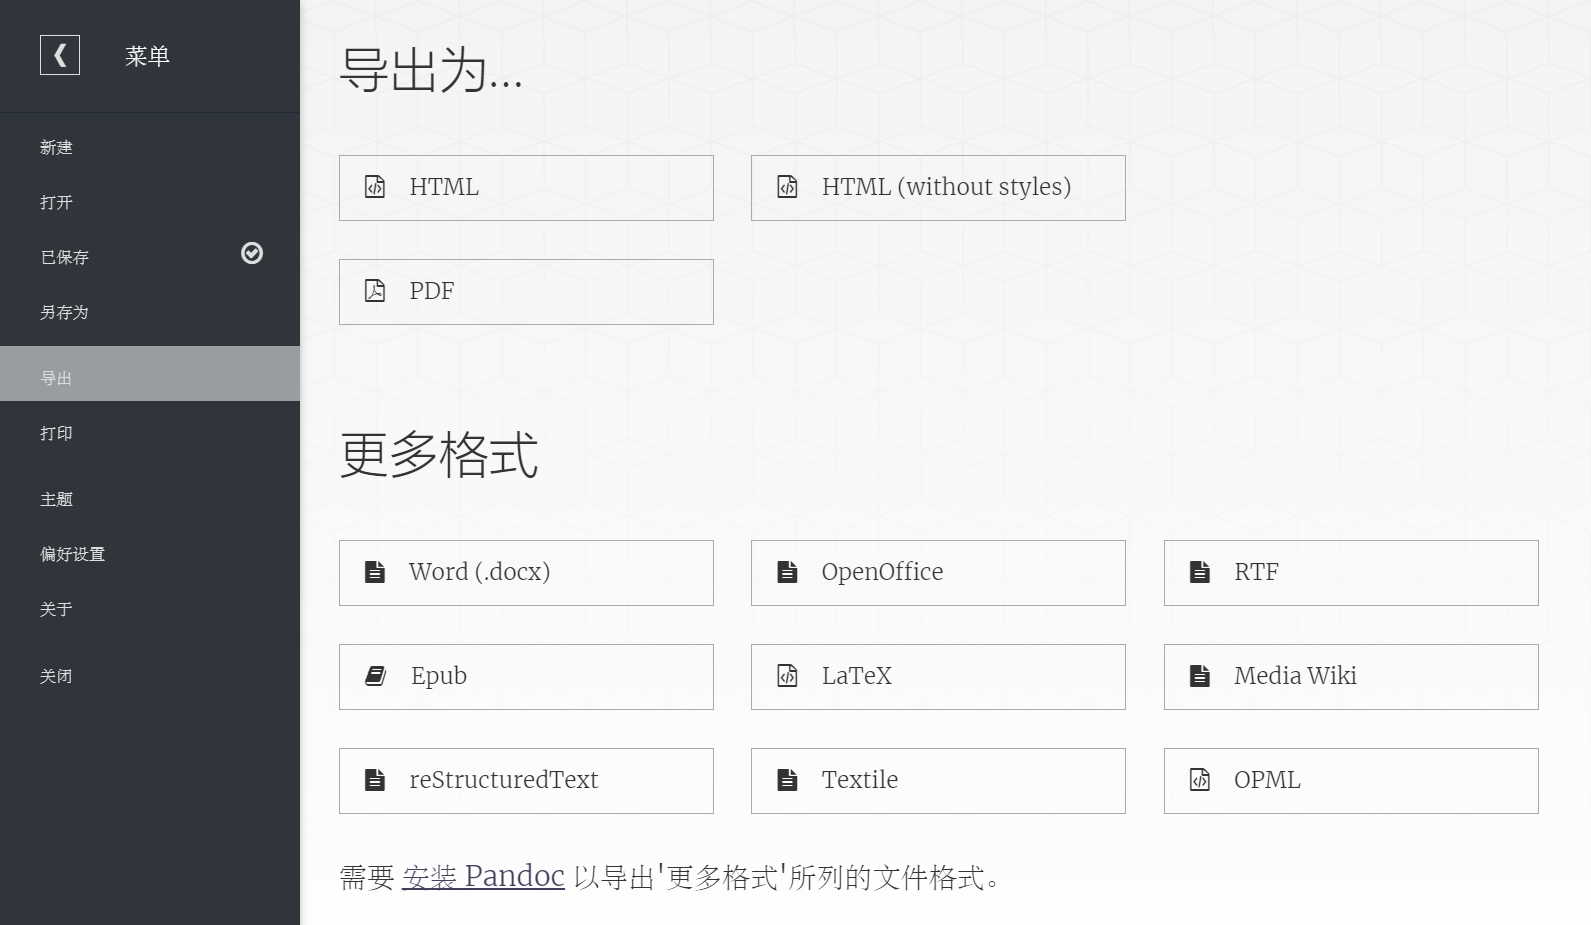 菜单
新建
打开
已保存
另存为
导出
打印
主题
偏好设置
关于
关闭
导出为...
HTML
HTML (without styles)
PDF
更多格式
Word (.docx)
OpenOffice
RTF
Epub
LaTeX
Media Wiki
reStructuredText
Textile
OPML
需要 安装 Pandoc 以导出'更多格式'所列的文件格式。